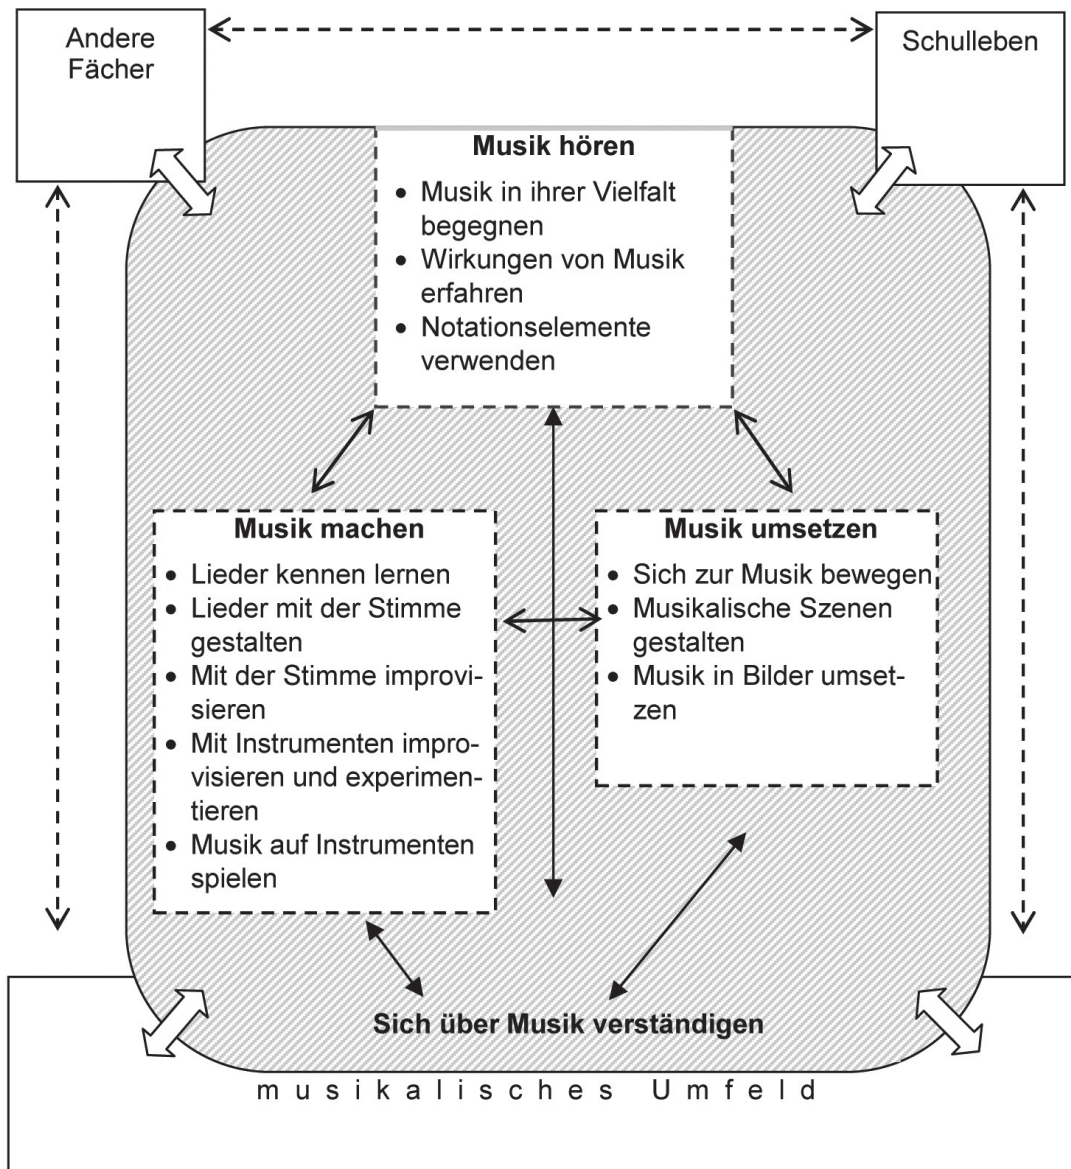 Andere
Fächer
Schulleben
Musik hören
• Musik in ihrer Vielfalt
begegnen
• Wirkungen von Musik
erfahren
• Notationselemente
verwenden
Musik machen
• Lieder kennen lernen
• Lieder mit der Stimme
gestalten
• Mit der Stimme improvi-
sieren
• Mit Instrumenten impro-
visieren und experimen-
tieren
• Musik auf Instrumenten
spielen
Musik umsetzen
• Sich zur Musik bewegen
• Musikalische Szenen
gestalten
• Musik in Bilder umset-
zen
Sich über Musik verständigen
musikalisches Umfeld